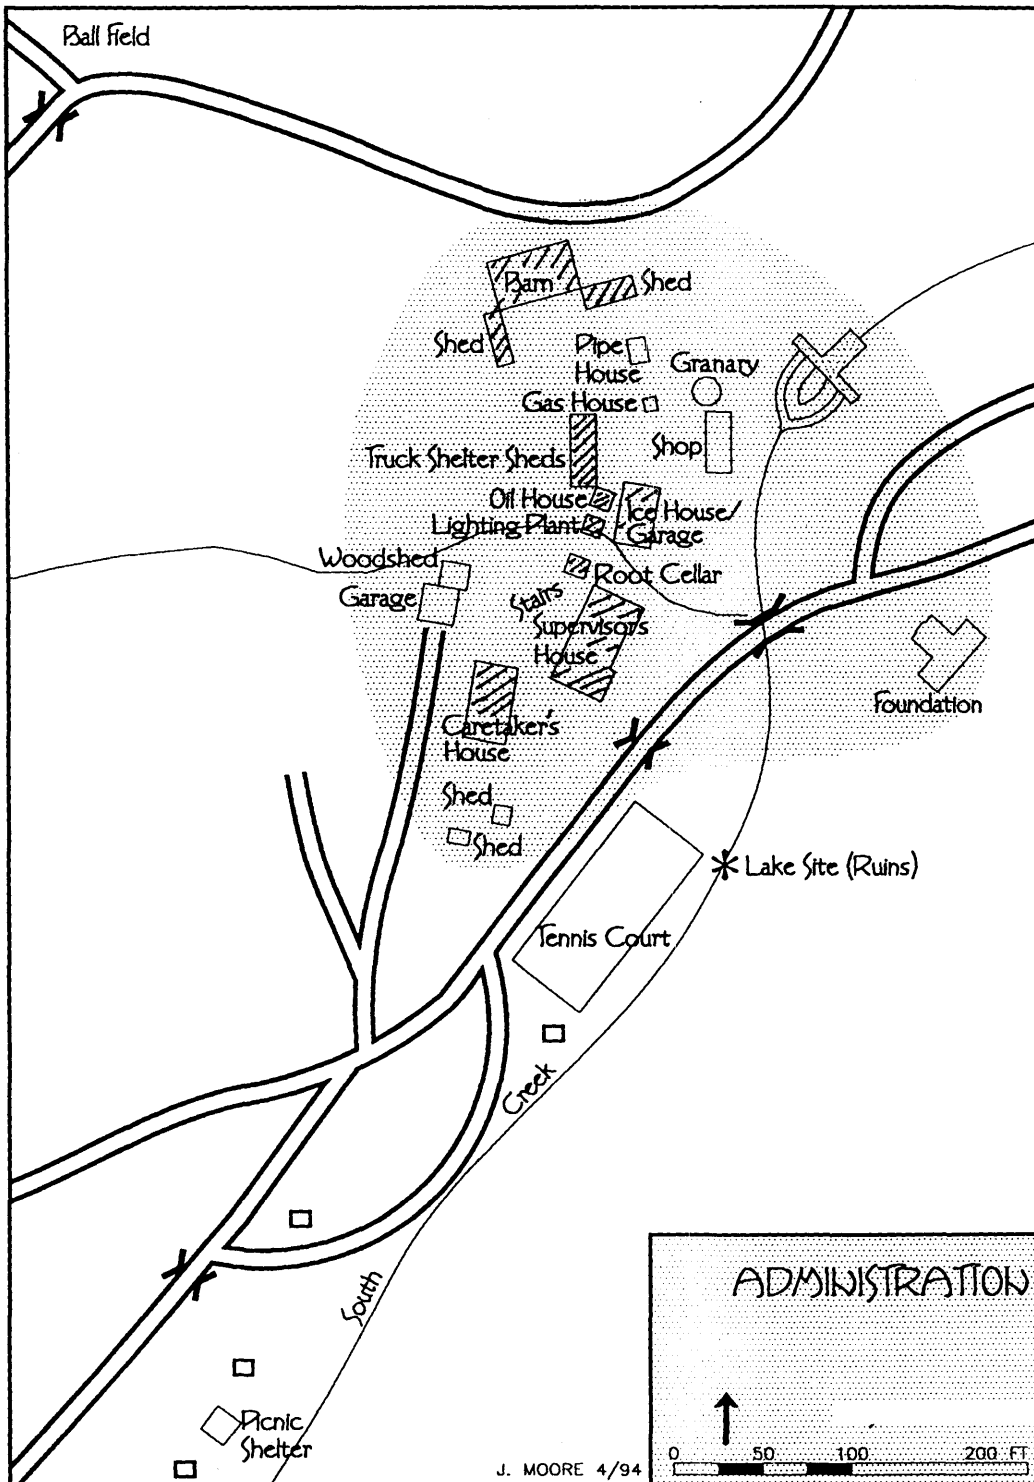 Ball Field
Barn
Shed
Shed
Pipe
House
Granary
Gas House
Truck Shelter Sheds
Shop
Oil House
Ice House/
Garage
Lighting Plant
Woodshed
Root Cellar
Garage
Stairs
Supervisor's
House
Foundation
Caretaker's
House
Shed
Shed
Lake Site (Ruins)
Tennis Court
Creek
South
Picnic
Shelter
ADMINISTRATION
0 50 100 200 FT
J. MOORE 4/94